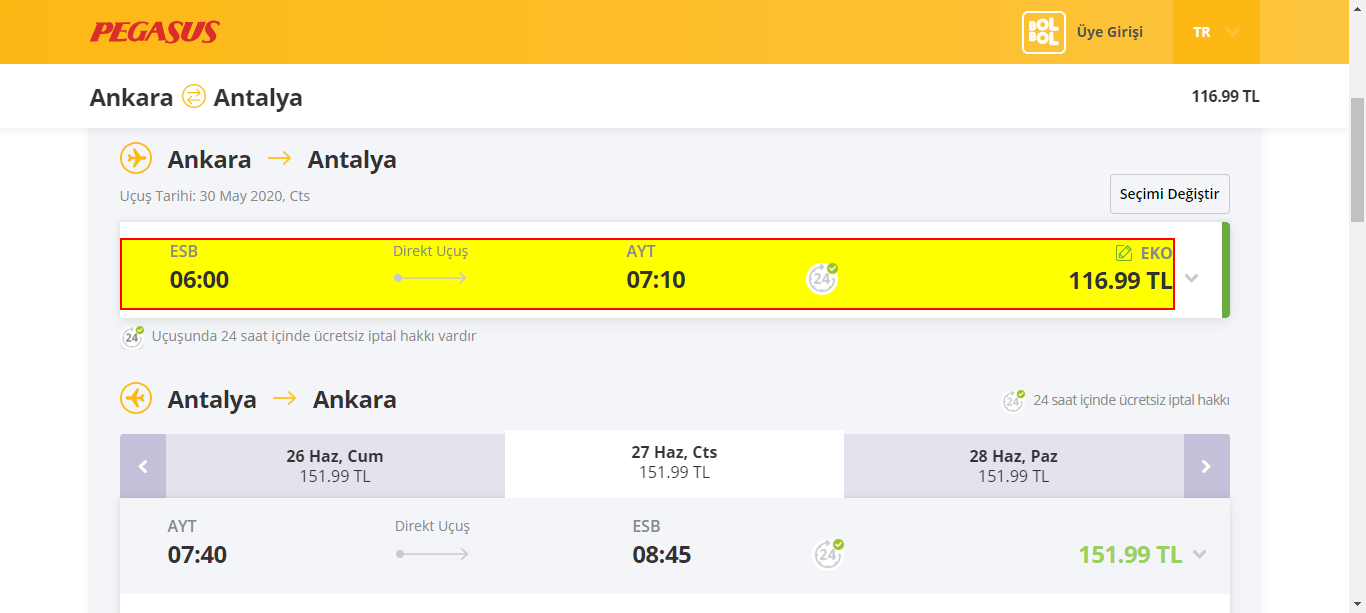 PEGASUS
BOL BOL Üye Girişi TR
Ankara Antalya 116.99 TL
Ankara Antalya
Uçuş Tarihi: 30 May 2020, Cts
Seçimi Değiştir
ESB Direkt Uçuş AYT EKO
06:00 07:10 24 116.99 TL
24 Uçuşunda 24 saat içinde ücretsiz iptal hakkı vardır
Antalya Ankara 24 24 saat içinde ücretsiz iptal hakkı
26 Haz, Cum 27 Haz, Cts 28 Haz, Paz
151.99 TL 151.99 TL 151.99 TL
AYT Direkt Uçuş ESB
07:40 08:45 24 151.99 TL